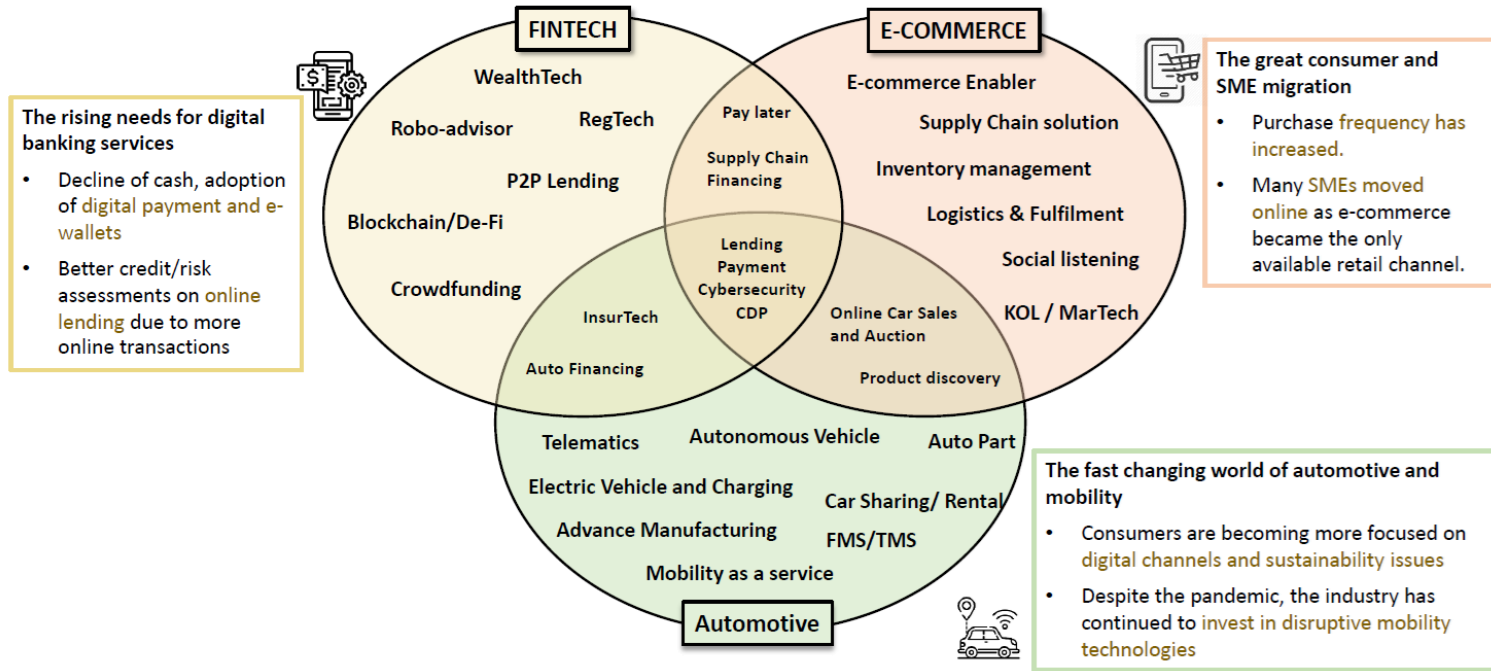 FINTECH
E-COMMERCE
WealthTech
Robo-advisor
RegTech
P2P Lending
Blockchain/De-Fi
Crowdfunding
Pay later
Supply Chain
Financing
E-commerce Enabler
Supply Chain solution
Inventory management
Logistics & Fulfilment
Social listening
KOL / MarTech
Lending
Payment
Cybersecurity
CDP
InsurTech
Auto Financing
Online Car Sales
and Auction
Product discovery
Telematics
Autonomous Vehicle
Auto Part
Electric Vehicle and Charging
Car Sharing/ Rental
Advance Manufacturing
FMS/TMS
Mobility as a service
Automotive
The rising needs for digital
banking services
• Decline of cash, adoption
of digital payment and e-
wallets
• Better credit/risk
assessments on online
lending due to more
online transactions
The great consumer and
SME migration
• Purchase frequency has
increased.
• Many SMEs moved
online as e-commerce
became the only
available retail channel.
The fast changing world of automotive and
mobility
• Consumers are becoming more focused on
digital channels and sustainability issues
• Despite the pandemic, the industry has
continued to invest in disruptive mobility
technologies
$